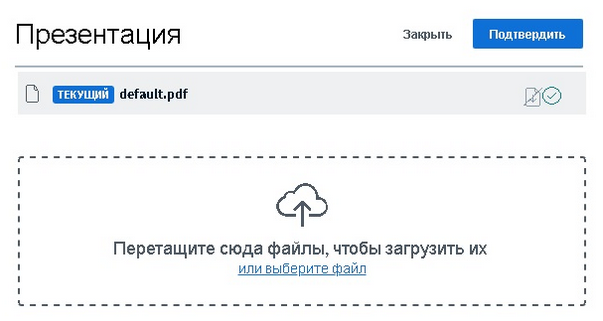 Презентация
Закрыть
Подтвердить
ТЕКУЩИЙ default.pdf
Перетащите сюда файлы, чтобы загрузить их
или выберите файл